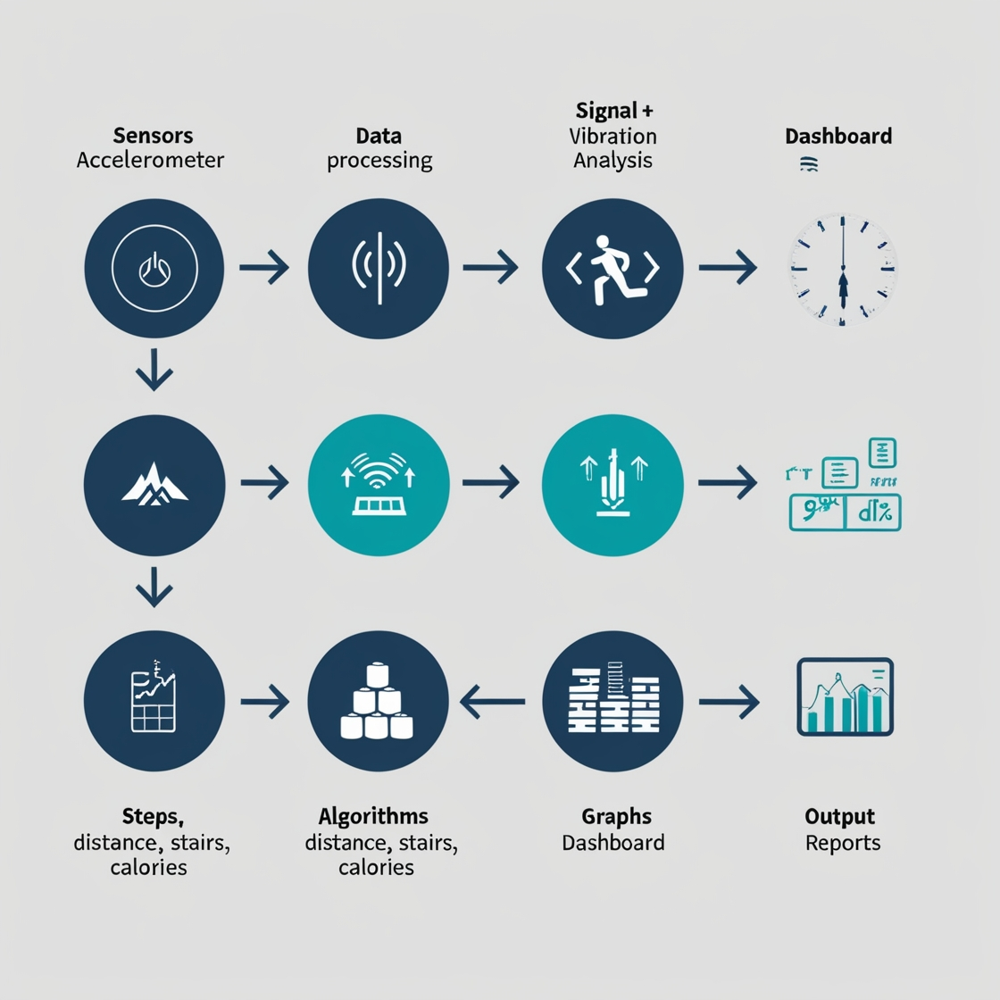 Sensors
Accelerometer
Data
processing
Signal +
Vibration
Analysis
Dashboard
Steps,
distance, stairs,
calories
Algorithms
distance, stairs,
calories
Graphs
Dashboard
Output
Reports